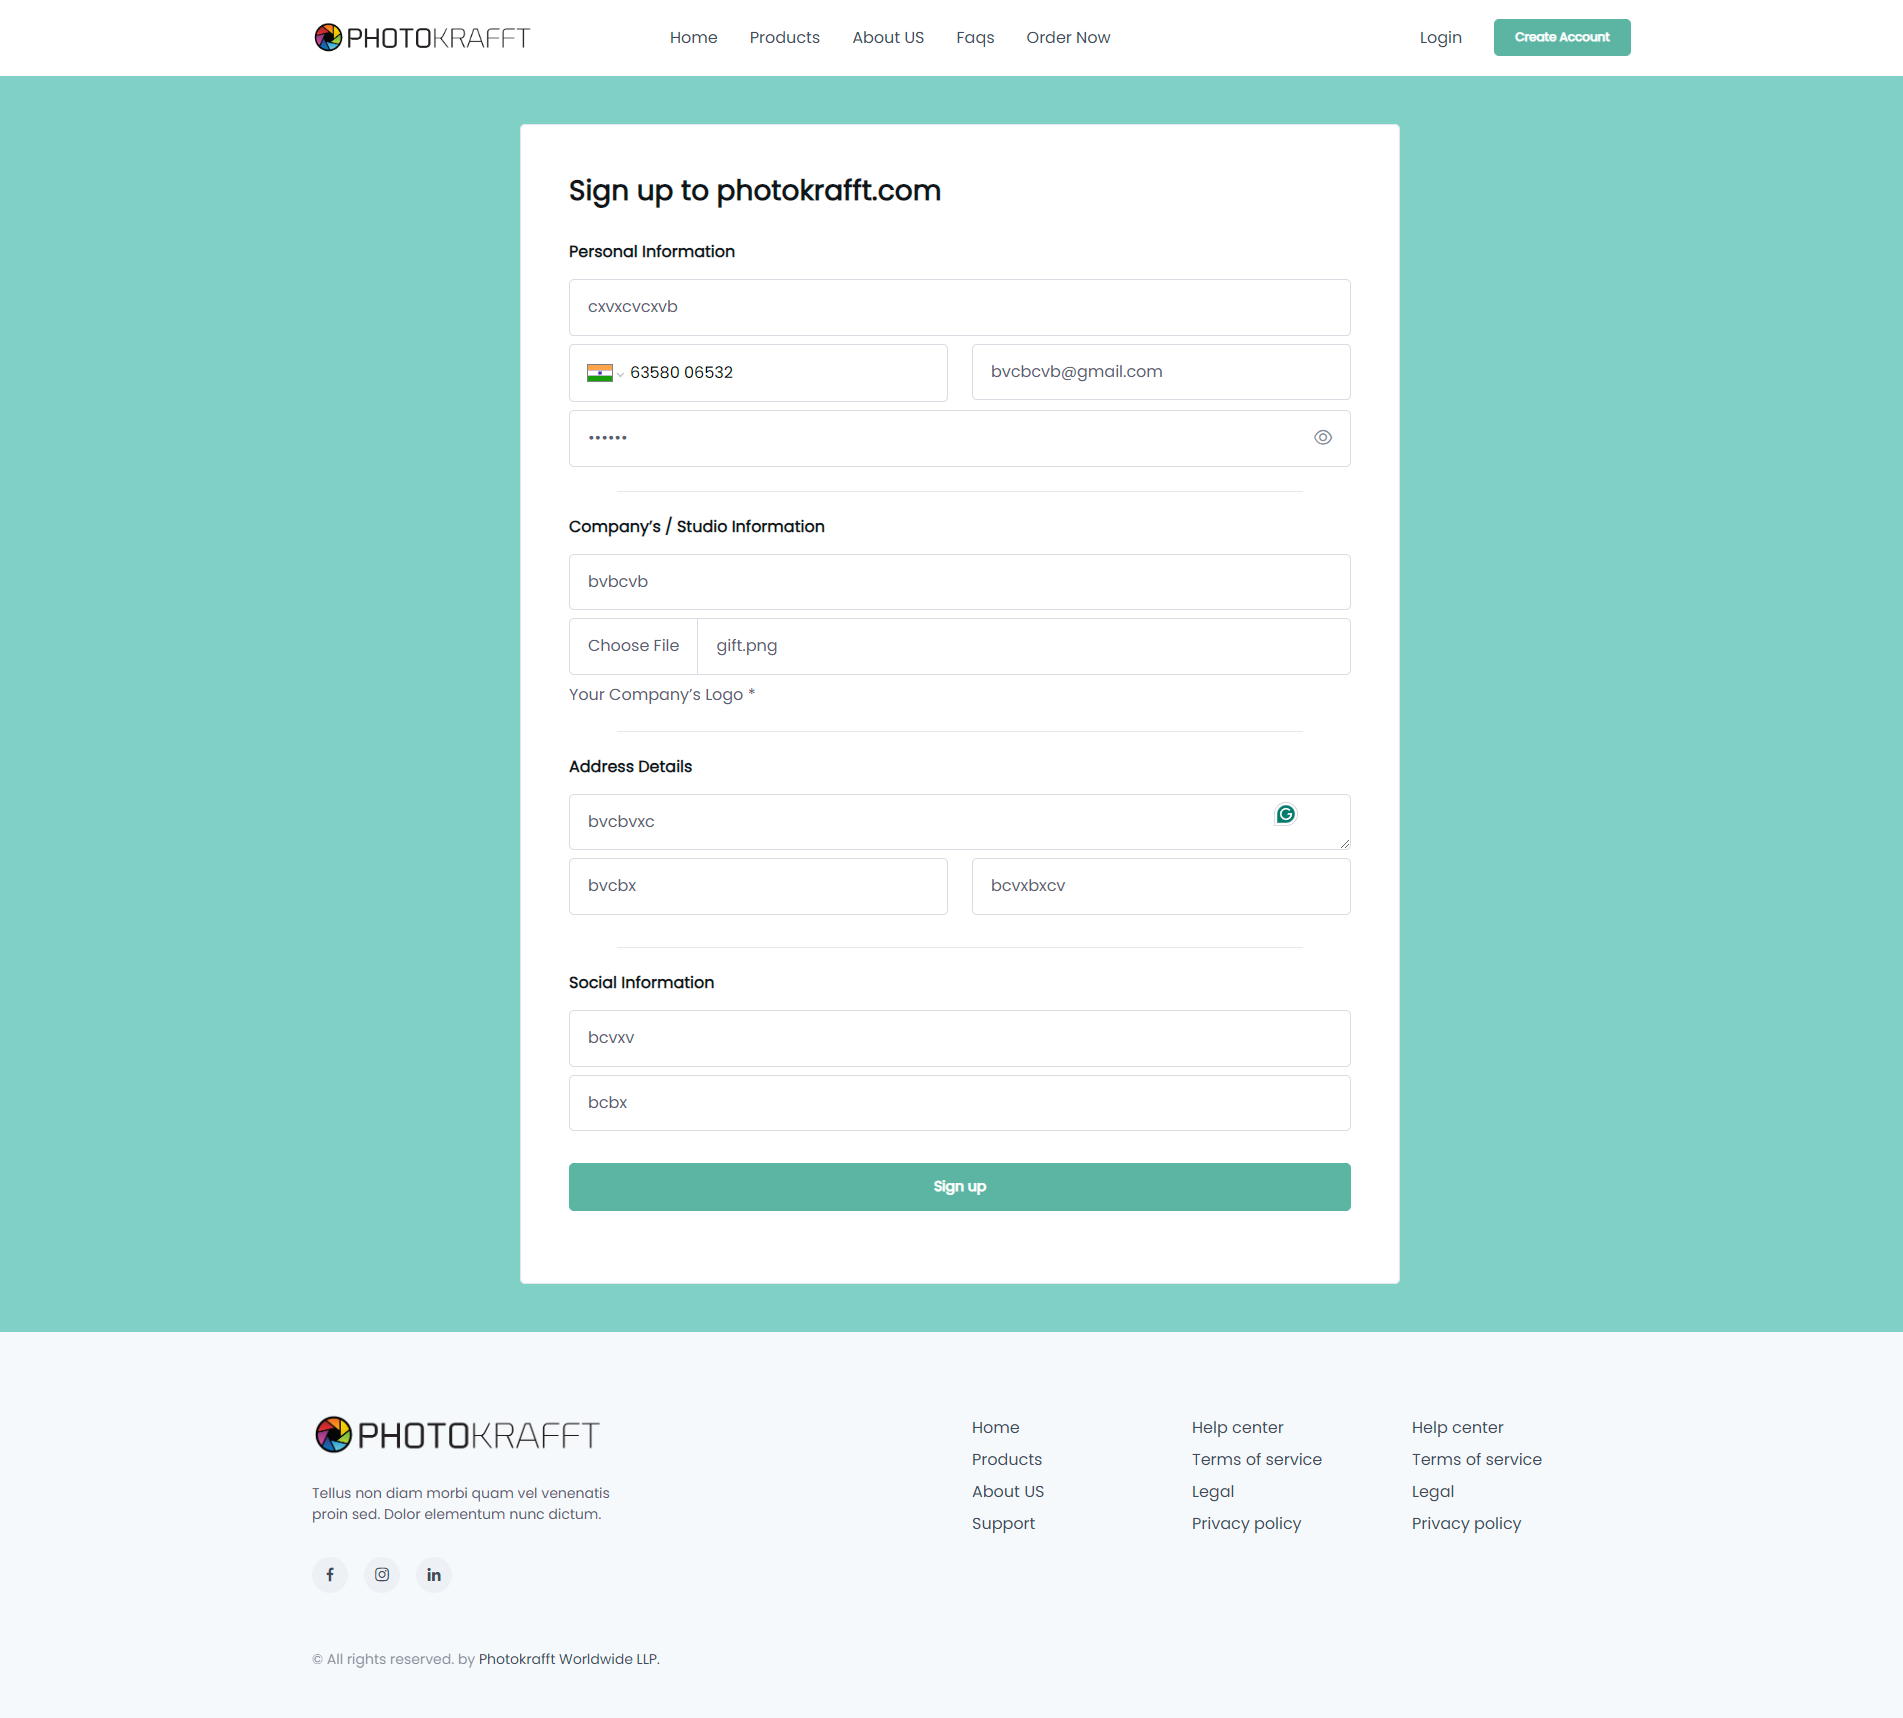 PHOTOKRAFFT
Home Products About US Faqs Order Now
Login Create Account
Sign up to photokrafft.com
Personal Information
cxvxcvcxvb
63580 06532 bvcbcvb@gmail.com
••••••
Company's / Studio Information
bvbcvb
Choose File gift.png
Your Company's Logo *
Address Details
bvcbvxc
bvcbx bcvxbxcv
Social Information
bcvxv
bcbx
Sign up
PHOTOKRAFFT
Tellus non diam morbi quam vel venenatis
proin sed. Dolor elementum nunc dictum.
Home
Products
About US
Support
Help center
Terms of service
Legal
Privacy policy
Help center
Terms of service
Legal
Privacy policy
© All rights reserved. by Photokrafft Worldwide LLP.